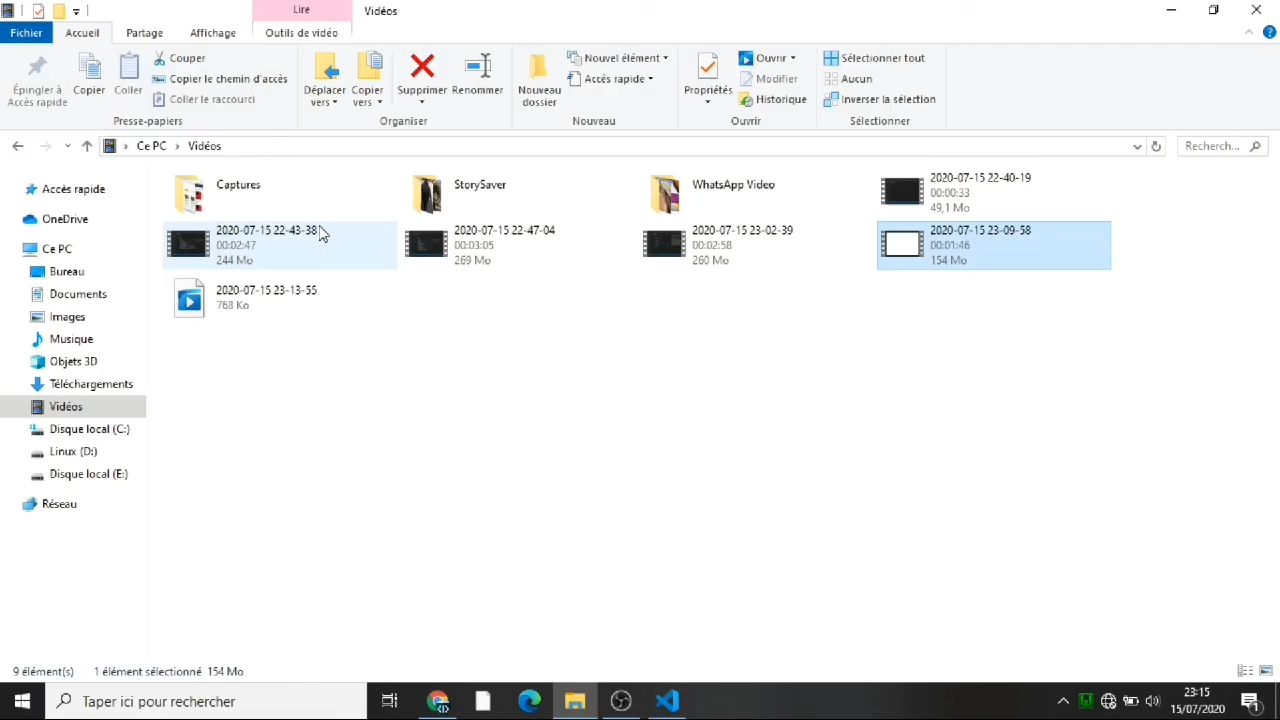 Lire
Vidéos
Fichier
Accueil
Partage
Affichage
Outils de vidéo
Épingler à
Accès rapide
Copier
Coller
Couper
Copier le chemin d'accès
Coller le raccourci
Presse-papiers
Déplacer
vers
Copier
vers
Supprimer
Renommer
Organiser
Nouveau
dossier
Nouvel élément
Accès rapide
Nouveau
Propriétés
Ouvrir
Modifier
Historique
Ouvrir
Sélectionner tout
Aucun
Inverser la sélection
Sélectionner
Ce PC > Vidéos
Recherch...
Accès rapide
OneDrive
Ce PC
Bureau
Documents
Images
Musique
Objets 3D
Téléchargements
Vidéos
Disque local (C:)
Linux (D:)
Disque local (E:)
Réseau
Captures
StorySaver
WhatsApp Video
2020-07-15 22-40-19
00:00:33
49,1 Mo
2020-07-15 22-43-38
00:02:47
244 Mo
2020-07-15 22-47-04
00:03:05
269 Mo
2020-07-15 23-02-39
00:02:58
260 Mo
2020-07-15 23-09-58
00:01:46
154 Mo
2020-07-15 23-13-55
768 Ko
9 élément(s)
1 élément sélectionné 154 Mo
Taper ici pour rechercher
23:15
15/07/2020
1